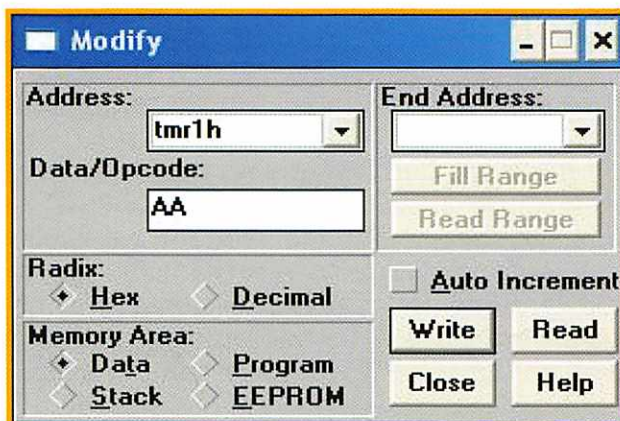 Modify
Address:
tmr1h
Data/Opcode:
AA
End Address:
Fill Range
Read Range
Radix:
Hex Decimal
Memory Area:
Data Program
Stack EEPROM
Auto Increment
Write Read
Close Help